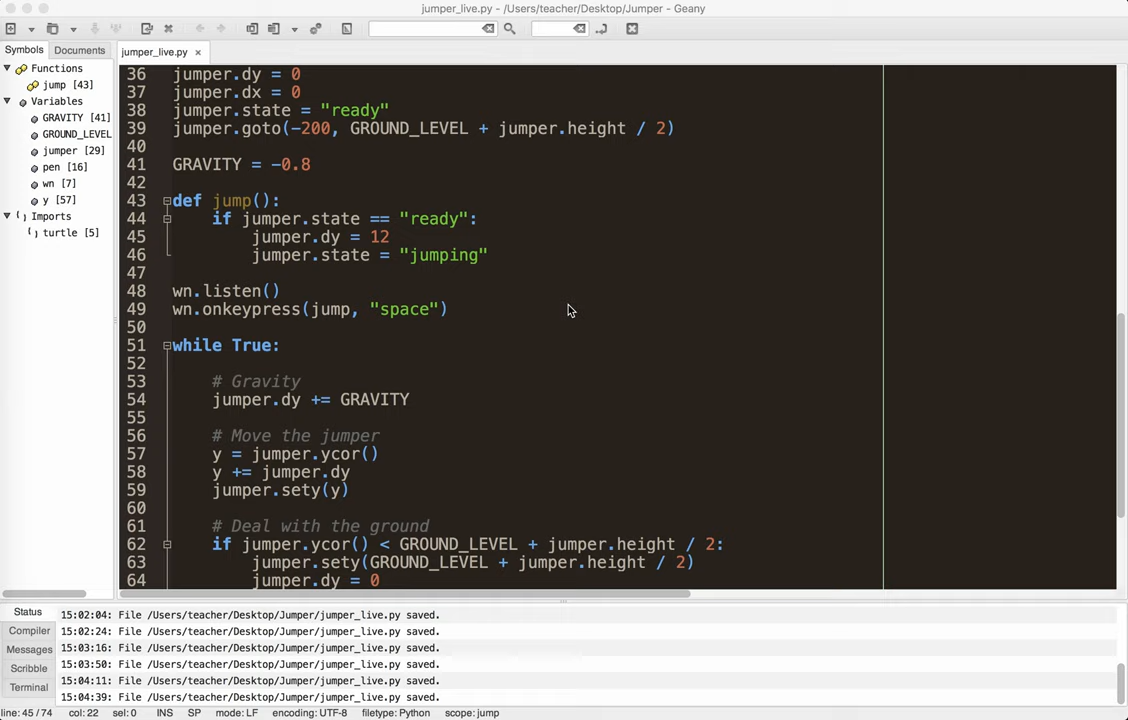 jumper_live.py - /Users/teacher/Desktop/Jumper - Geany
Symbols Documents jumper_live.py ×
Functions
jump [43]
Variables
GRAVITY [41]
GROUND_LEVEL
jumper [29]
pen [16]
wn [7]
y [57]
Imports
turtle [5]
36 jumper.dy = 0
37 jumper.dx = 0
38 jumper.state = "ready"
39 jumper.goto(-200, GROUND_LEVEL + jumper.height / 2)
40
41 GRAVITY = -0.8
42
43 def jump():
44     if jumper.state == "ready":
45         jumper.dy = 12
46         jumper.state = "jumping"
47
48 wn.listen()
49 wn.onkeypress(jump, "space")
50
51 while True:
52
53     # Gravity
54     jumper.dy += GRAVITY
55
56     # Move the jumper
57     y = jumper.ycor()
58     y += jumper.dy
59     jumper.sety(y)
60
61     # Deal with the ground
62     if jumper.ycor() < GROUND_LEVEL + jumper.height / 2:
63         jumper.sety(GROUND_LEVEL + jumper.height / 2)
64         jumper.dy = 0
Status
Compiler
Messages
Scribble
Terminal
15:02:04: File /Users/teacher/Desktop/Jumper/jumper_live.py saved.
15:02:24: File /Users/teacher/Desktop/Jumper/jumper_live.py saved.
15:03:16: File /Users/teacher/Desktop/Jumper/jumper_live.py saved.
15:03:50: File /Users/teacher/Desktop/Jumper/jumper_live.py saved.
15:04:11: File /Users/teacher/Desktop/Jumper/jumper_live.py saved.
15:04:39: File /Users/teacher/Desktop/Jumper/jumper_live.py saved.
line: 45 / 74 col: 22 sel: 0 INS SP mode: LF encoding: UTF-8 filetype: Python scope: jump